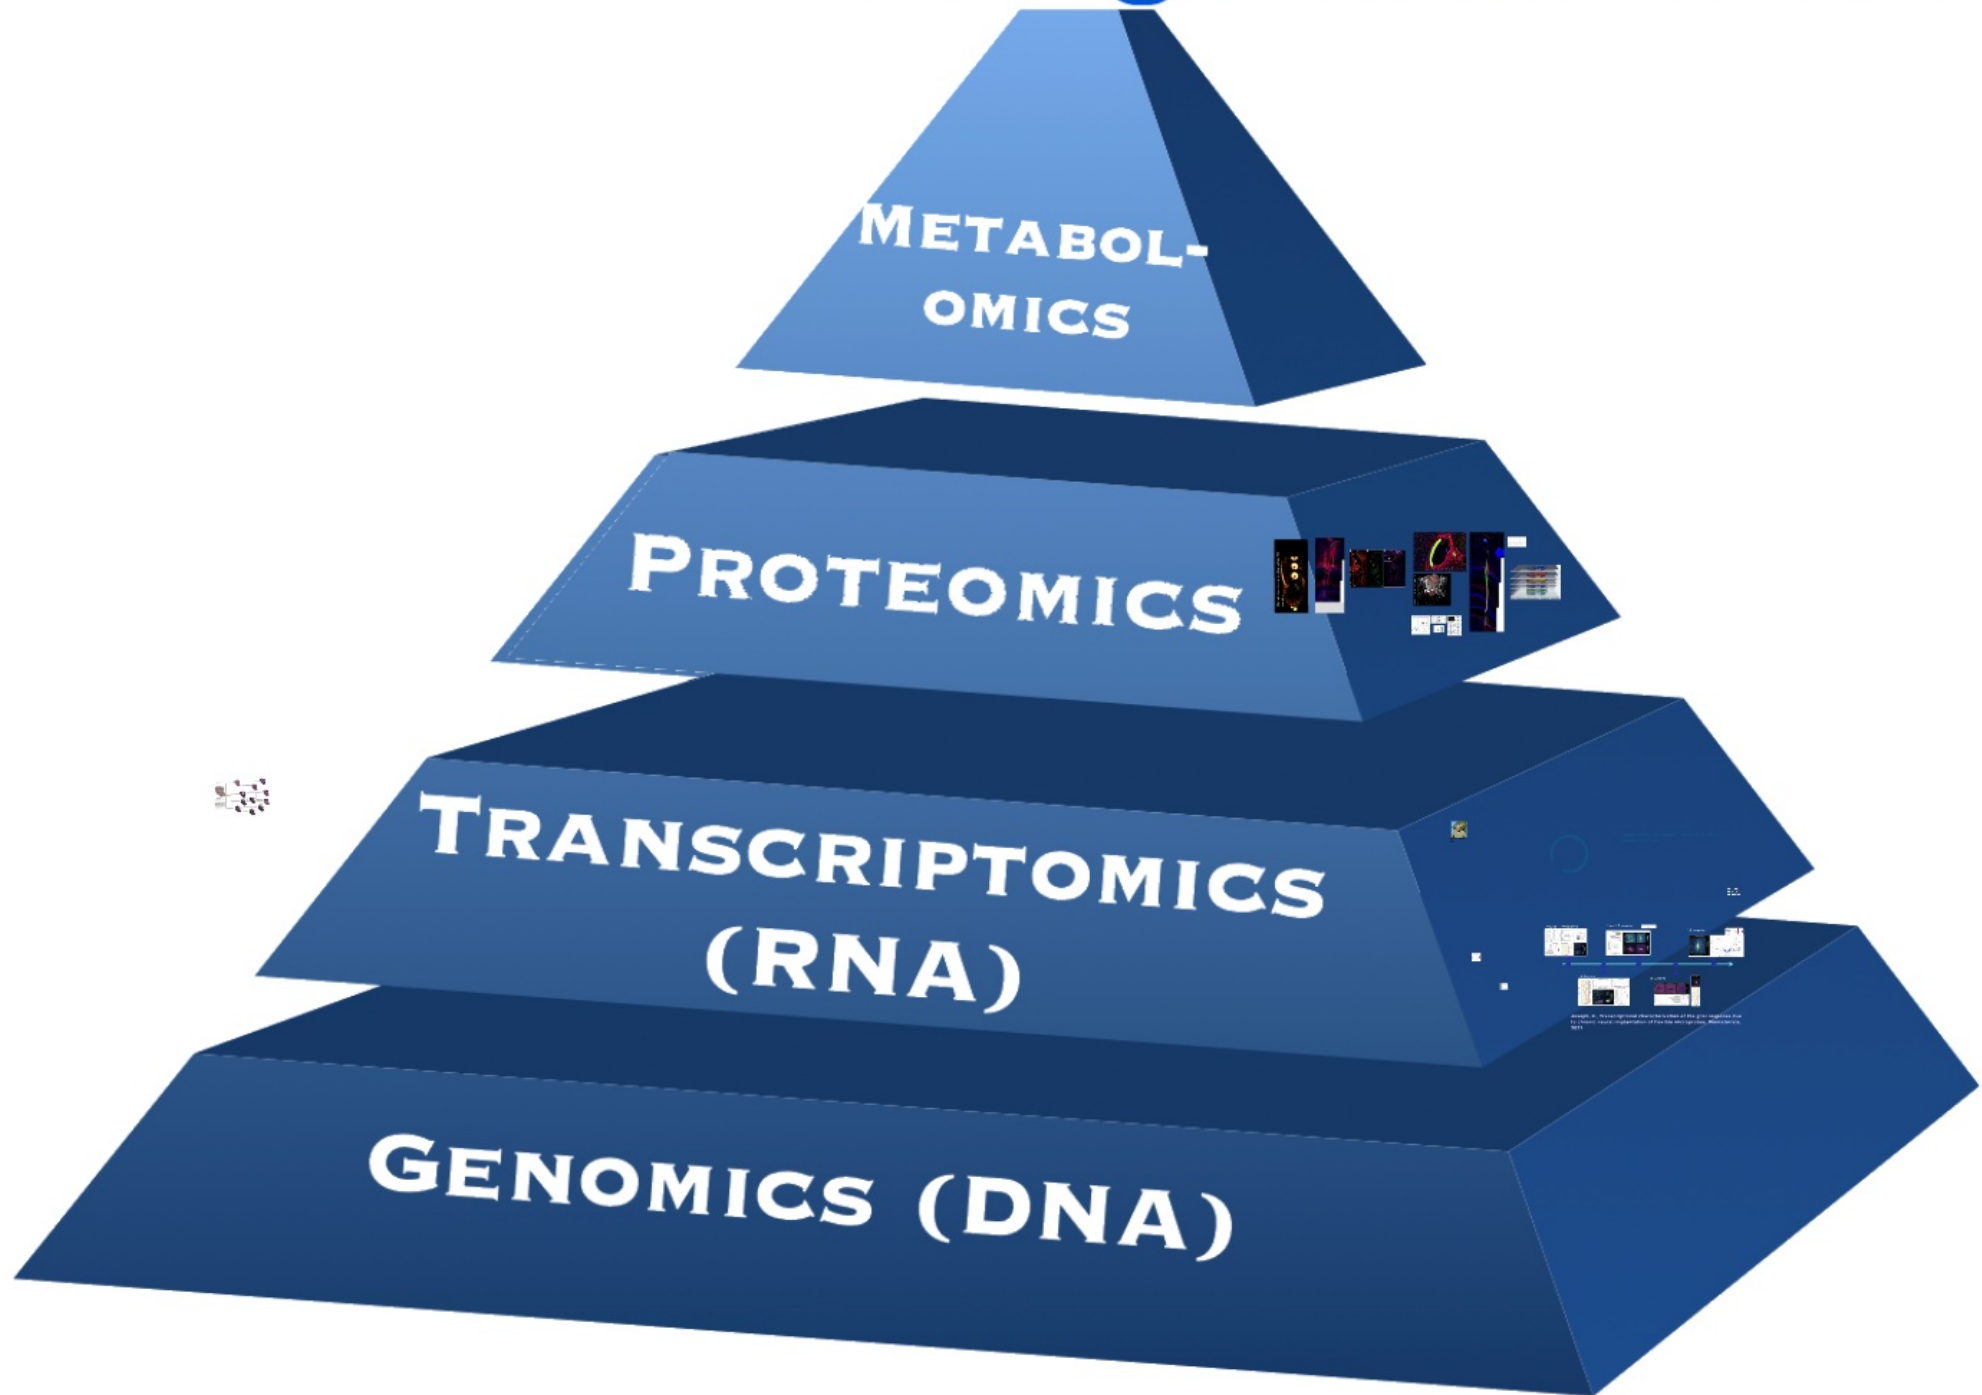 METABOL-
OMICS
PROTEOMICS
TRANSCRIPTOMICS
(RNA)
GENOMICS (DNA)